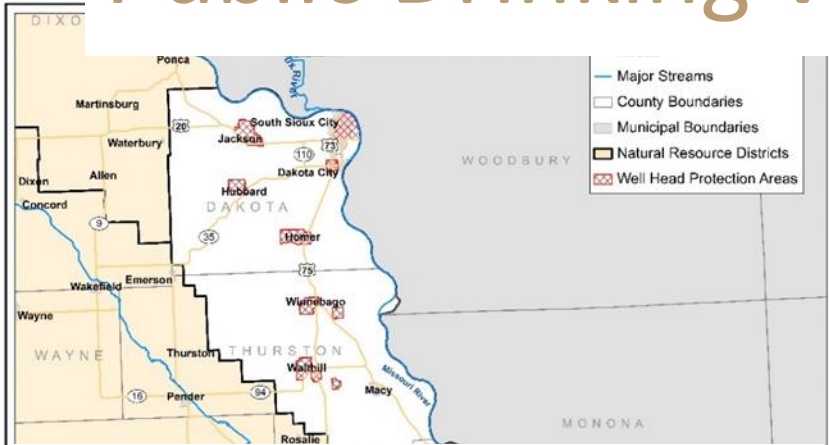 Public Drinking
DIXO
Ponca
Major Streams
Martinsburg
County Boundaries
20
South Sioux City
Jackson
73
Municipal Boundaries
Waterbury
110
WOODBURY
Natural Resource Districts
Dakota City
Dixon
Allen
Hubbard
Well Head Protection Areas
Concord
DAKOTA
9
35
Homer
75
Emerson
Wakefield
Winnebago
Wayne
WAYNE
Thurston
THURSTON
Walthill
Missouri River
Macy
16
Pender
94
MONONA
Rosalie